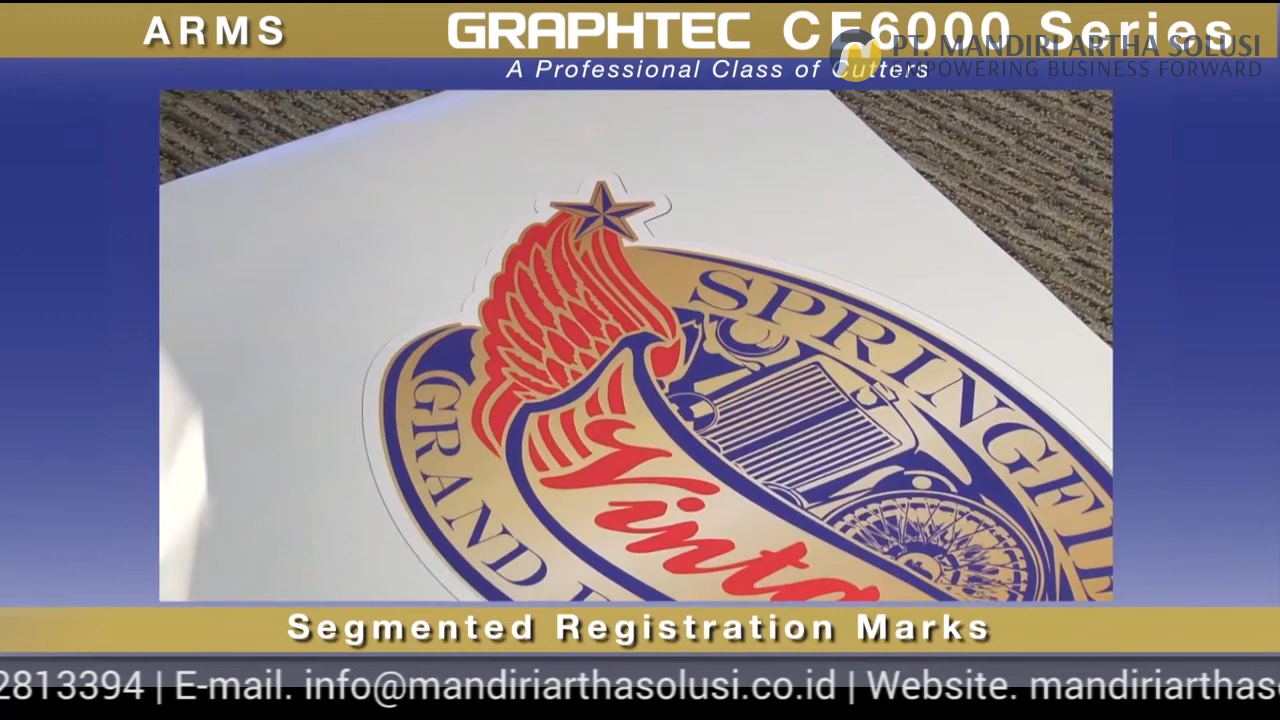 ARMS
GRAPHTEC CE6000 Series
PT. MANDIRI ARTHA SOLUSI
EMPOWERING BUSINESS FORWARD
A Professional Class of Cutters
SPRINGFI
GRAND
Vinta
Segmented Registration Marks
2813394 | E-mail. info@mandiriarthasolusi.co.id | Website. mandiriarthas